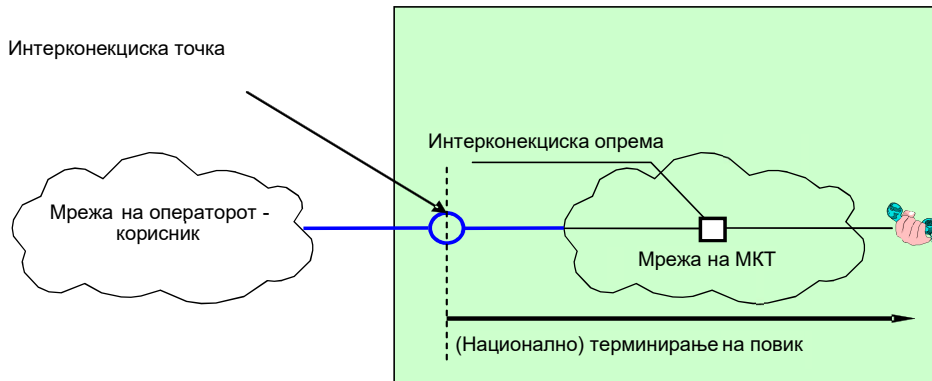 Интерконекциска точка
Интерконекциска опрема
Мрежа на операторот -
корисник
Мрежа на МКТ
(Национално) терминирање на повик